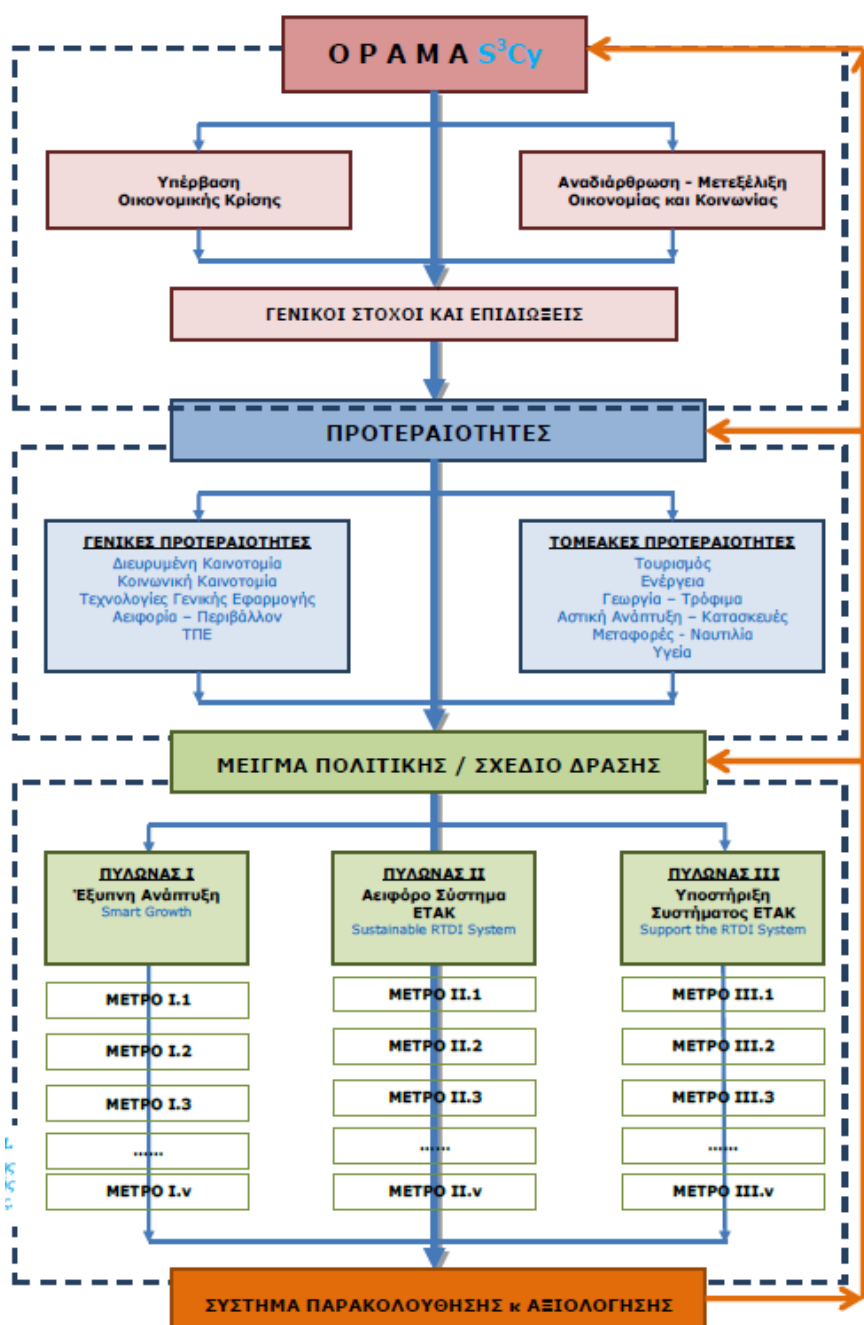 Ο Ρ Α Μ Α S³Cy
Υπέρβαση
Οικονομικής Κρίσης
Αναδιάρθρωση - Μετεξέλιξη
Οικονομίας και Κοινωνίας
ΓΕΝΙΚΟΙ ΣΤΟΧΟΙ ΚΑΙ ΕΠΙΔΙΩΞΕΙΣ
ΠΡΟΤΕΡΑΙΟΤΗΤΕΣ
ΓΕΝΙΚΕΣ ΠΡΟΤΕΡΑΙΟΤΗΤΕΣ
Διευρυμένη Καινοτομία
Κοινωνική Καινοτομία
Τεχνολογίες Γενικής Εφαρμογής
Αειφορία – Περιβάλλον
ΤΠΕ
ΤΟΜΕΑΚΕΣ ΠΡΟΤΕΡΑΙΟΤΗΤΕΣ
Τουρισμός
Ενέργεια
Γεωργία – Τρόφιμα
Αστική Ανάπτυξη – Κατασκευές
Μεταφορές - Ναυτιλία
Υγεία
ΜΕΙΓΜΑ ΠΟΛΙΤΙΚΗΣ / ΣΧΕΔΙΟ ΔΡΑΣΗΣ
ΠΥΛΩΝΑΣ Ι
Έξυπνη Ανάπτυξη
Smart Growth
ΜΕΤΡΟ Ι.1
ΜΕΤΡΟ Ι.2
ΜΕΤΡΟ Ι.3
......
ΜΕΤΡΟ Ι.ν
ΠΥΛΩΝΑΣ ΙΙ
Αειφόρο Σύστημα
ΕΤΑΚ
Sustainable RTDI System
ΜΕΤΡΟ ΙΙ.1
ΜΕΤΡΟ ΙΙ.2
ΜΕΤΡΟ ΙΙ.3
......
ΜΕΤΡΟ ΙΙ.ν
ΠΥΛΩΝΑΣ ΙΙΙ
Υποστήριξη
Συστήματος ΕΤΑΚ
Support the RTDI System
ΜΕΤΡΟ ΙΙΙ.1
ΜΕΤΡΟ ΙΙΙ.2
ΜΕΤΡΟ ΙΙΙ.3
......
ΜΕΤΡΟ ΙΙΙ.ν
ΣΥΣΤΗΜΑ ΠΑΡΑΚΟΛΟΥΘΗΣΗΣ κ ΑΞΙΟΛΟΓΗΣΗΣ